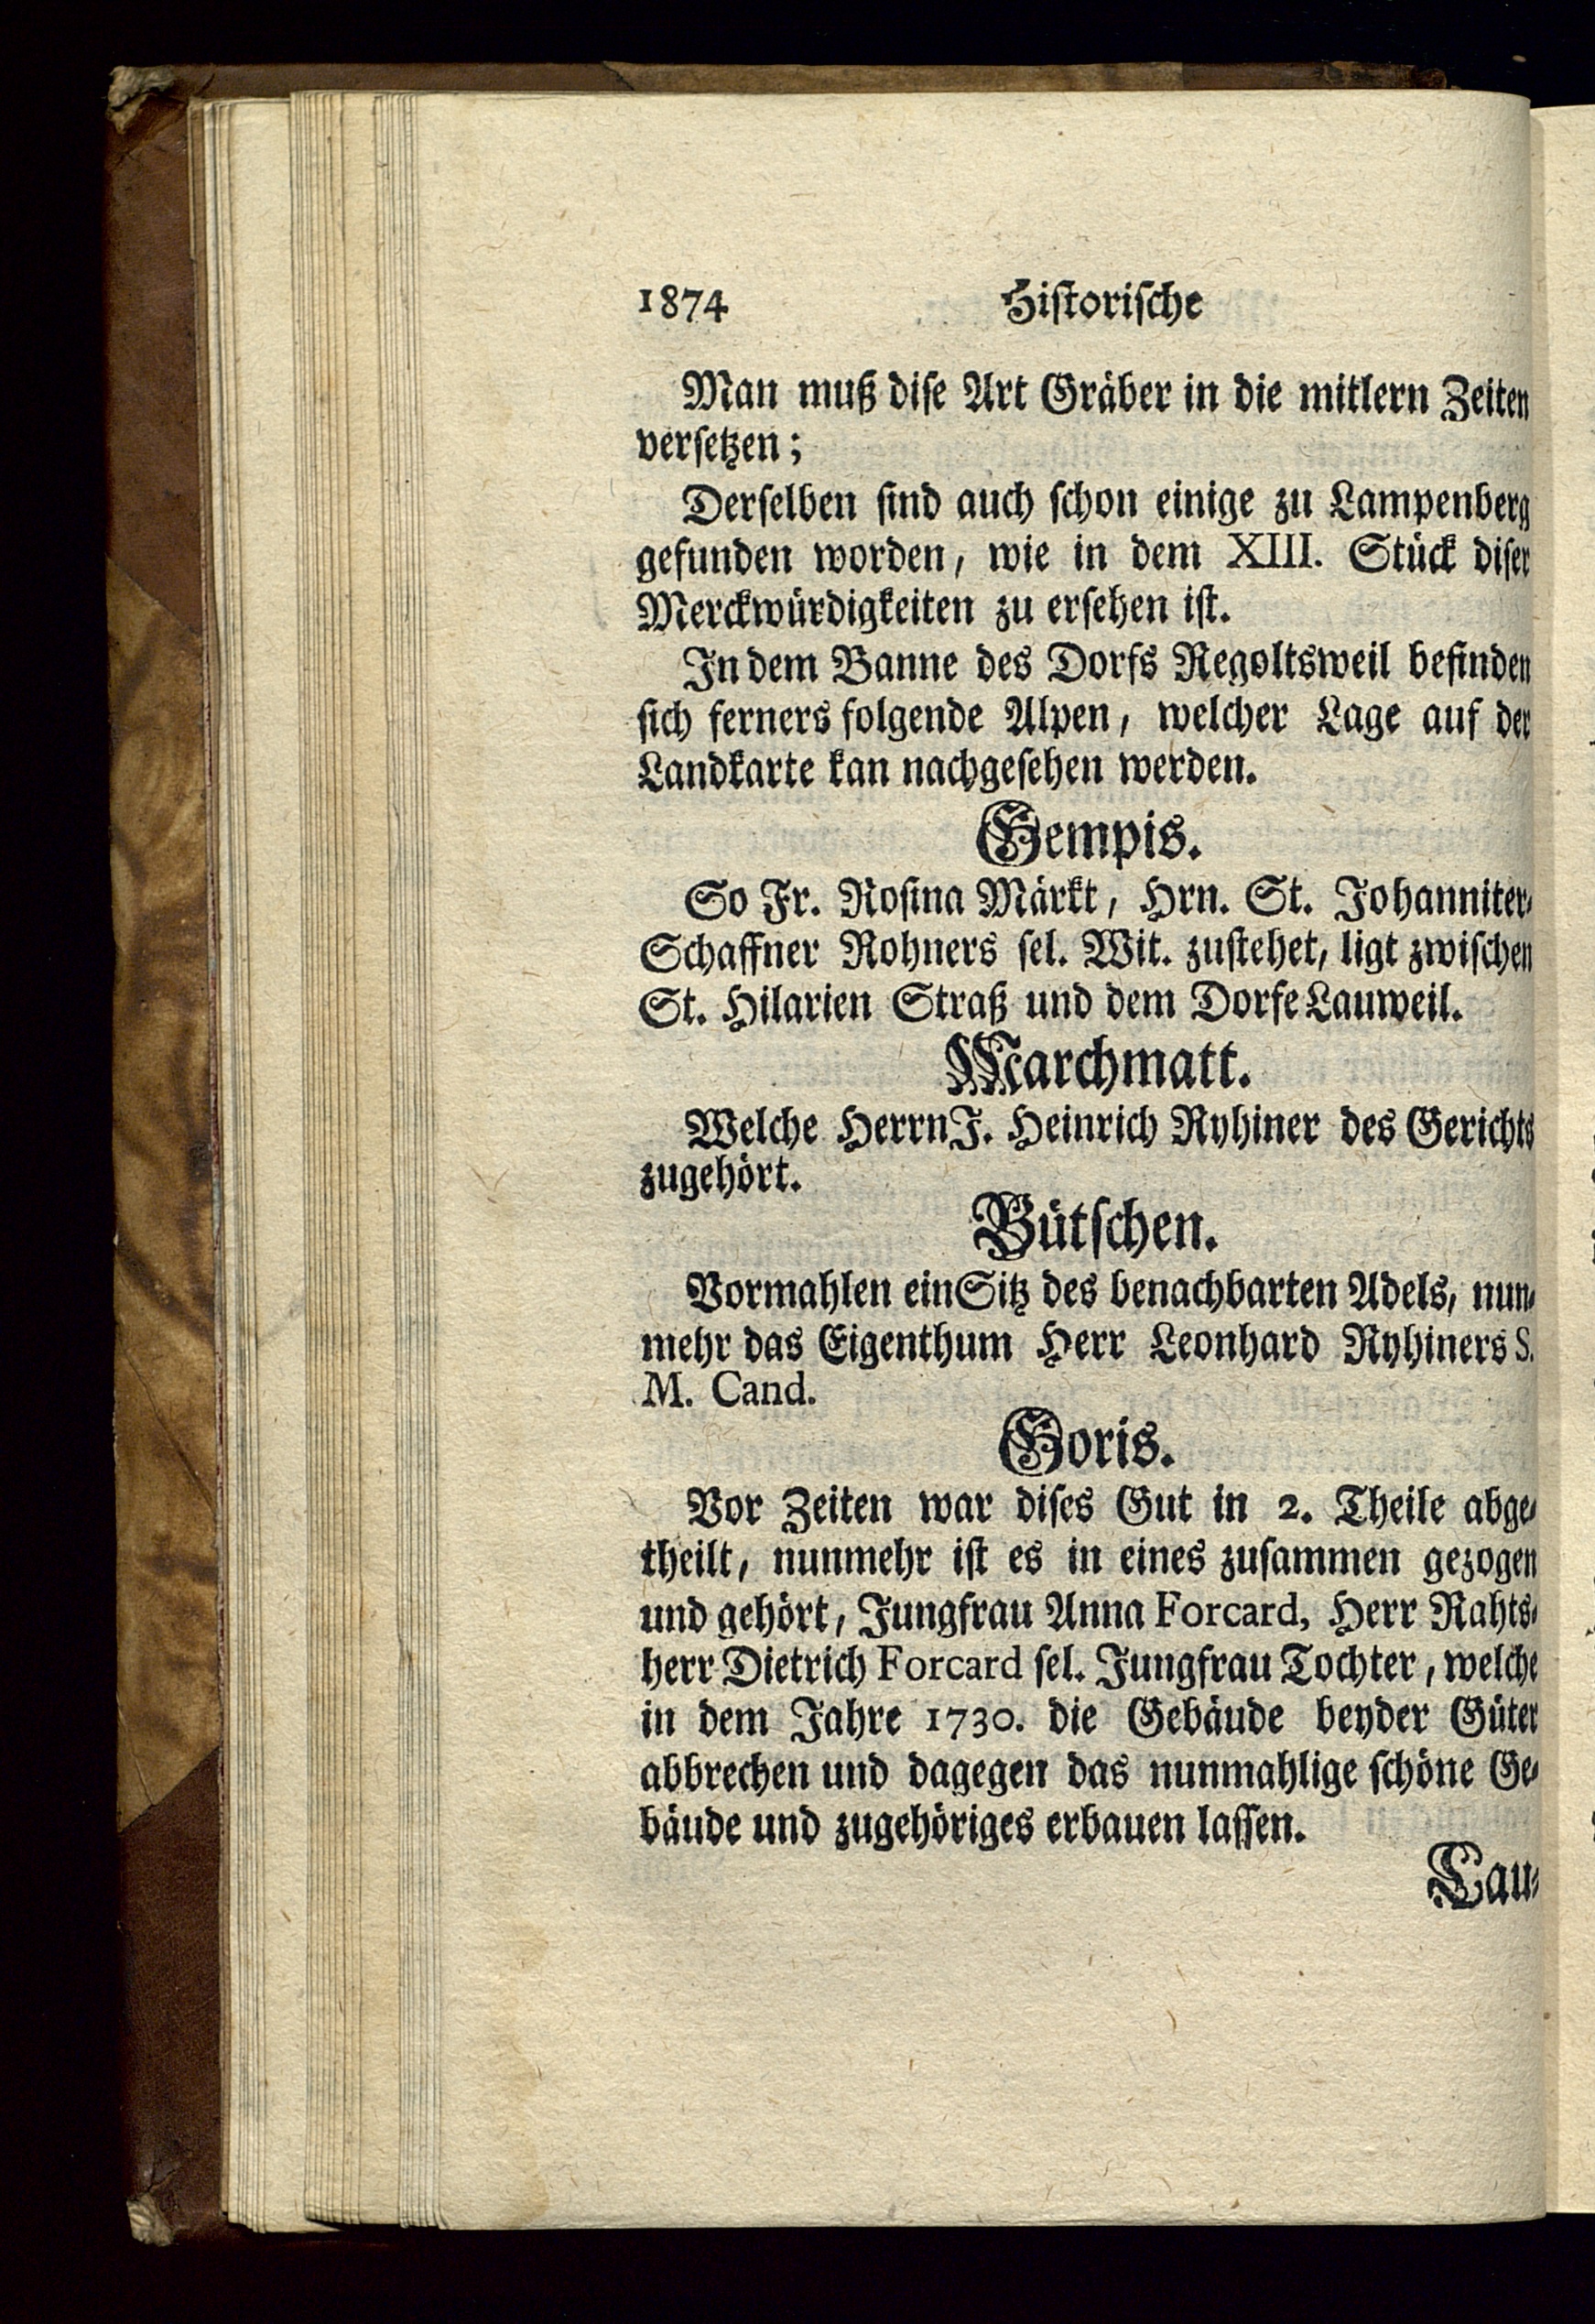 1874 Historische
Man muß dise Art Gräber in die mitlern Zeiten
versetzen;
Derselben sind auch schon einige zu Lampenberg
gefunden worden, wie in dem XIII. Stück diser
Merckwürdigkeiten zu ersehen ist.
In dem Banne des Dorfs Regoltsweil befinden
sich ferners folgende Alpen, welcher Lage auf der
Landkarte kan nachgesehen werden.
Gempis.
So Fr. Rosina Märkt, Hrn. St. Johanniter-
Schaffner Rohners sel. Wit. zustehet, ligt zwischen
St. Hilarien Straß und dem Dorfe Lauweil.
Marchmatt.
Welche Herrn J. Heinrich Ryhiner des Gerichts
zugehört.
Bütschen.
Vormahlen ein Sitz des benachbarten Adels, nun-
mehr das Eigenthum Herr Leonhard Ryhiners S.
M. Cand.
Goris.
Vor Zeiten war dises Gut in 2. Theile abge-
theilt, nunmehr ist es in eines zusammen gezogen
und gehört, Jungfrau Anna Forcard, Herr Rahts-
herr Dietrich Forcard sel. Jungfrau Tochter, welche
in dem Jahre 1730. die Gebäude beyder Güter
abbrechen und dagegen das nunmahlige schöne Ge-
bäude und zugehöriges erbauen lassen.
Lau-